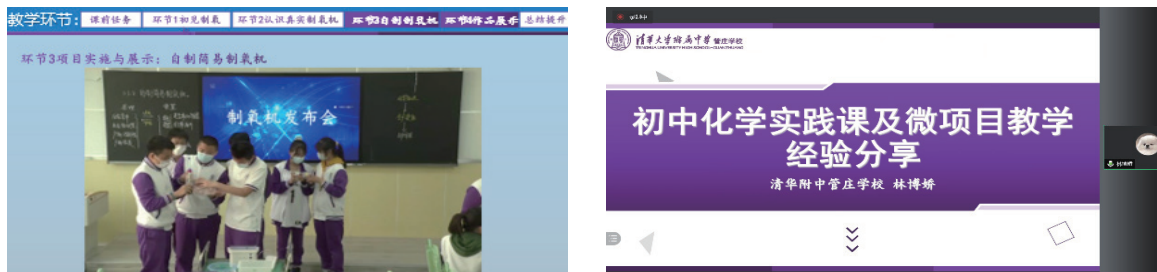 教学环节：
课前任务
环节1初见制氧
环节2认识真实制氧机
环节3自制制氧机
环节4作品展示
总结提升
环节3项目实施与展示：自制简易制氧机
制氧机发布会
清华大学附属中学管庄学校
TSINGHUA UNIVERSITY HIGH SCHOOL-GUANZHUANG
初中化学实践课及微项目教学
经验分享
清华附中管庄学校 林博娇